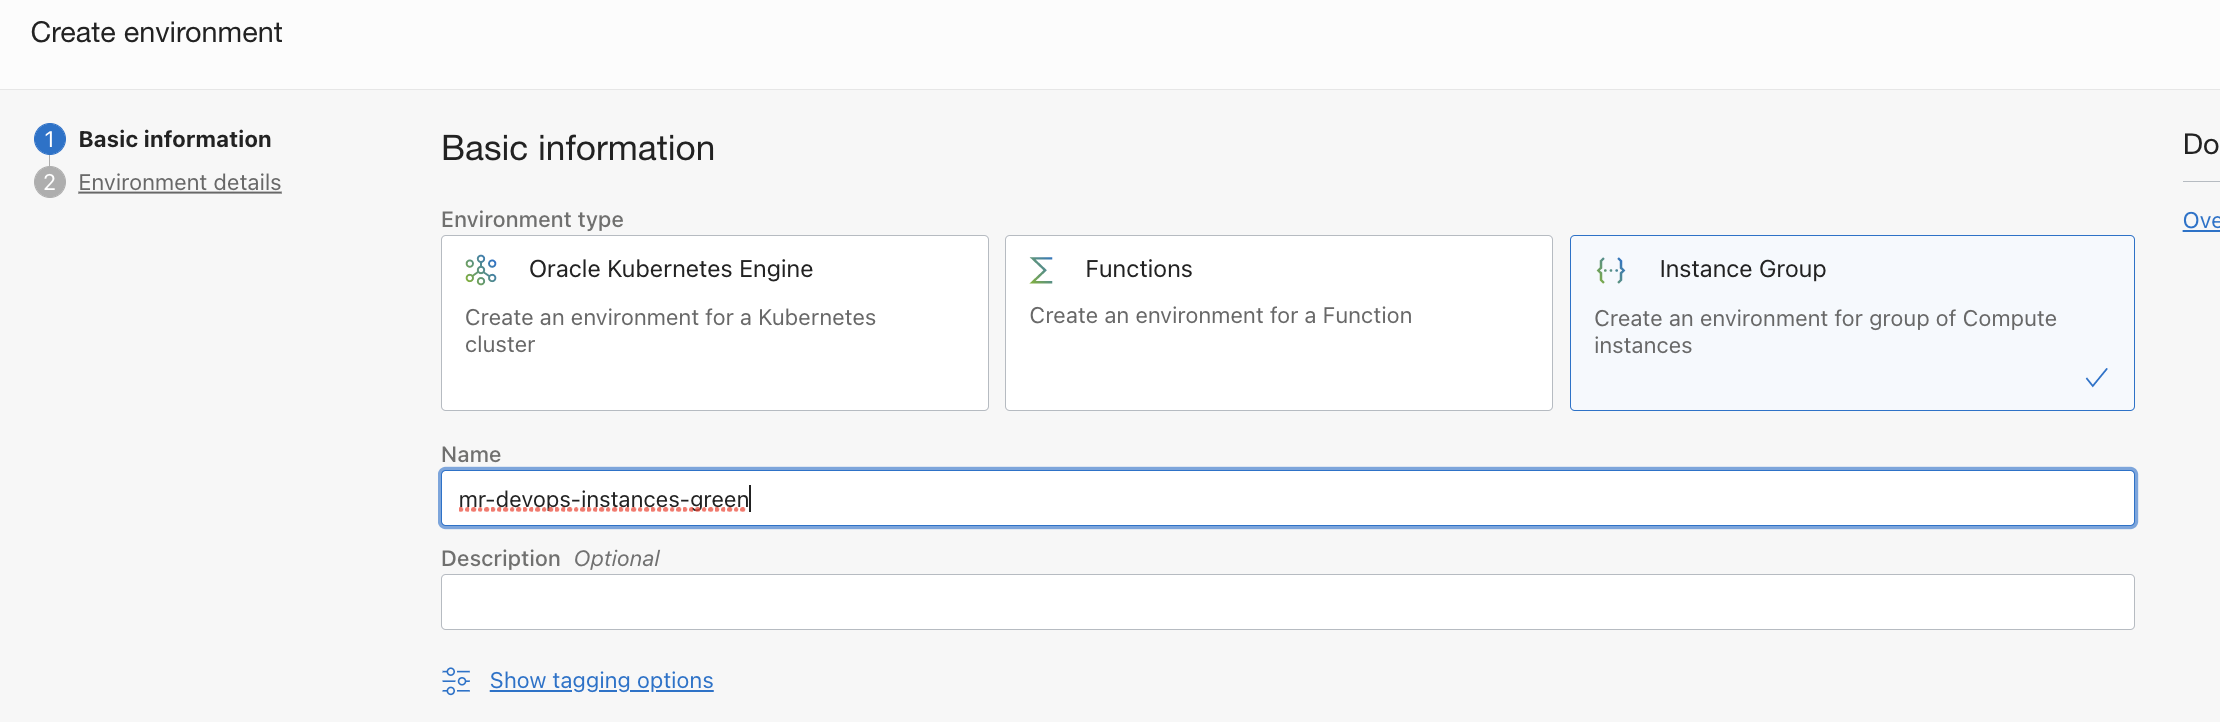 Create environment
1 Basic information
2 Environment details
Basic information
Environment type
Oracle Kubernetes Engine
Create an environment for a Kubernetes
cluster
Functions
Create an environment for a Function
Instance Group
Create an environment for group of Compute
instances
Name
mr-devops-instances-green
Description Optional
Show tagging options
Do
Ove